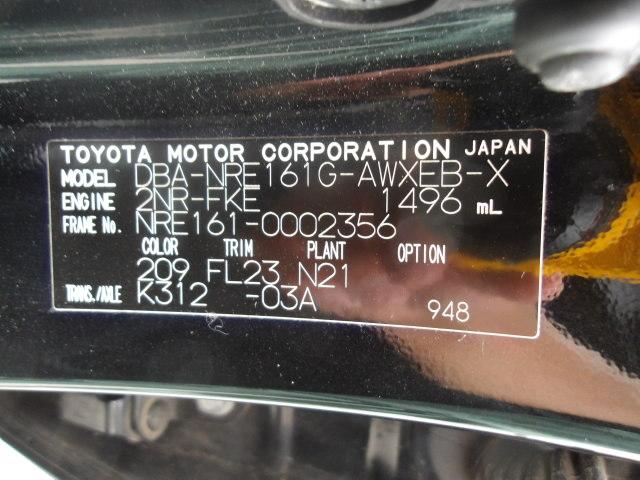 TOYOTA MOTOR CORPORATION JAPAN
MODEL DBA-NRE161G-AWXEB-X
ENGINE 2NR-FKE 1496 mL
FRAME No. NRE161-0002356
COLOR TRIM PLANT OPTION
209 FL23 N21
TRANS./AXLE K312 -03A
948